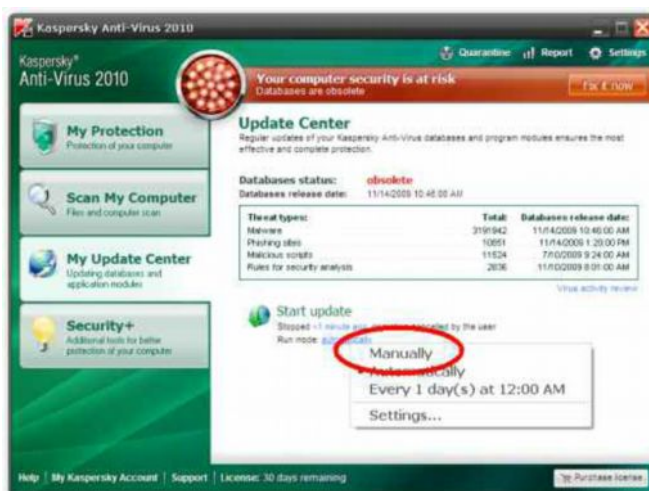 Kaspersky Anti-Virus 2010
Quarantine Report Settings
Kaspersky
Anti-Virus 2010
Your computer security is at risk
Databases are obsolete
Fix it now
My Protection
Protection of your computer
Scan My Computer
Files and computer scan
My Update Center
Updating databases and
application modules
Security+
Additional tools for better
protection of your computer
Update Center
Regular updates of your Kaspersky Anti-Virus databases and program modules ensures the most
effective and complete protection.
Databases status: obsolete
Databases release date: 11/14/2009 10:46:00 AM
Threat types: Total: Databases release date:
Malware 3191942 11/14/2009 10:46:00 AM
Phishing sites 10651 11/14/2009 1:20:00 PM
Malicious scripts 11524 7/10/2009 9:24:00 AM
Rules for security analysis 2836 11/10/2009 8:01:00 AM
Virus activity review
Start update
Stopped <1 minute ago, by the user
Run mode: automatically
Manually
Automatically
Every 1 day(s) at 12:00 AM
Settings...
Help My Kaspersky Account Support License: 30 days remaining
Purchase license